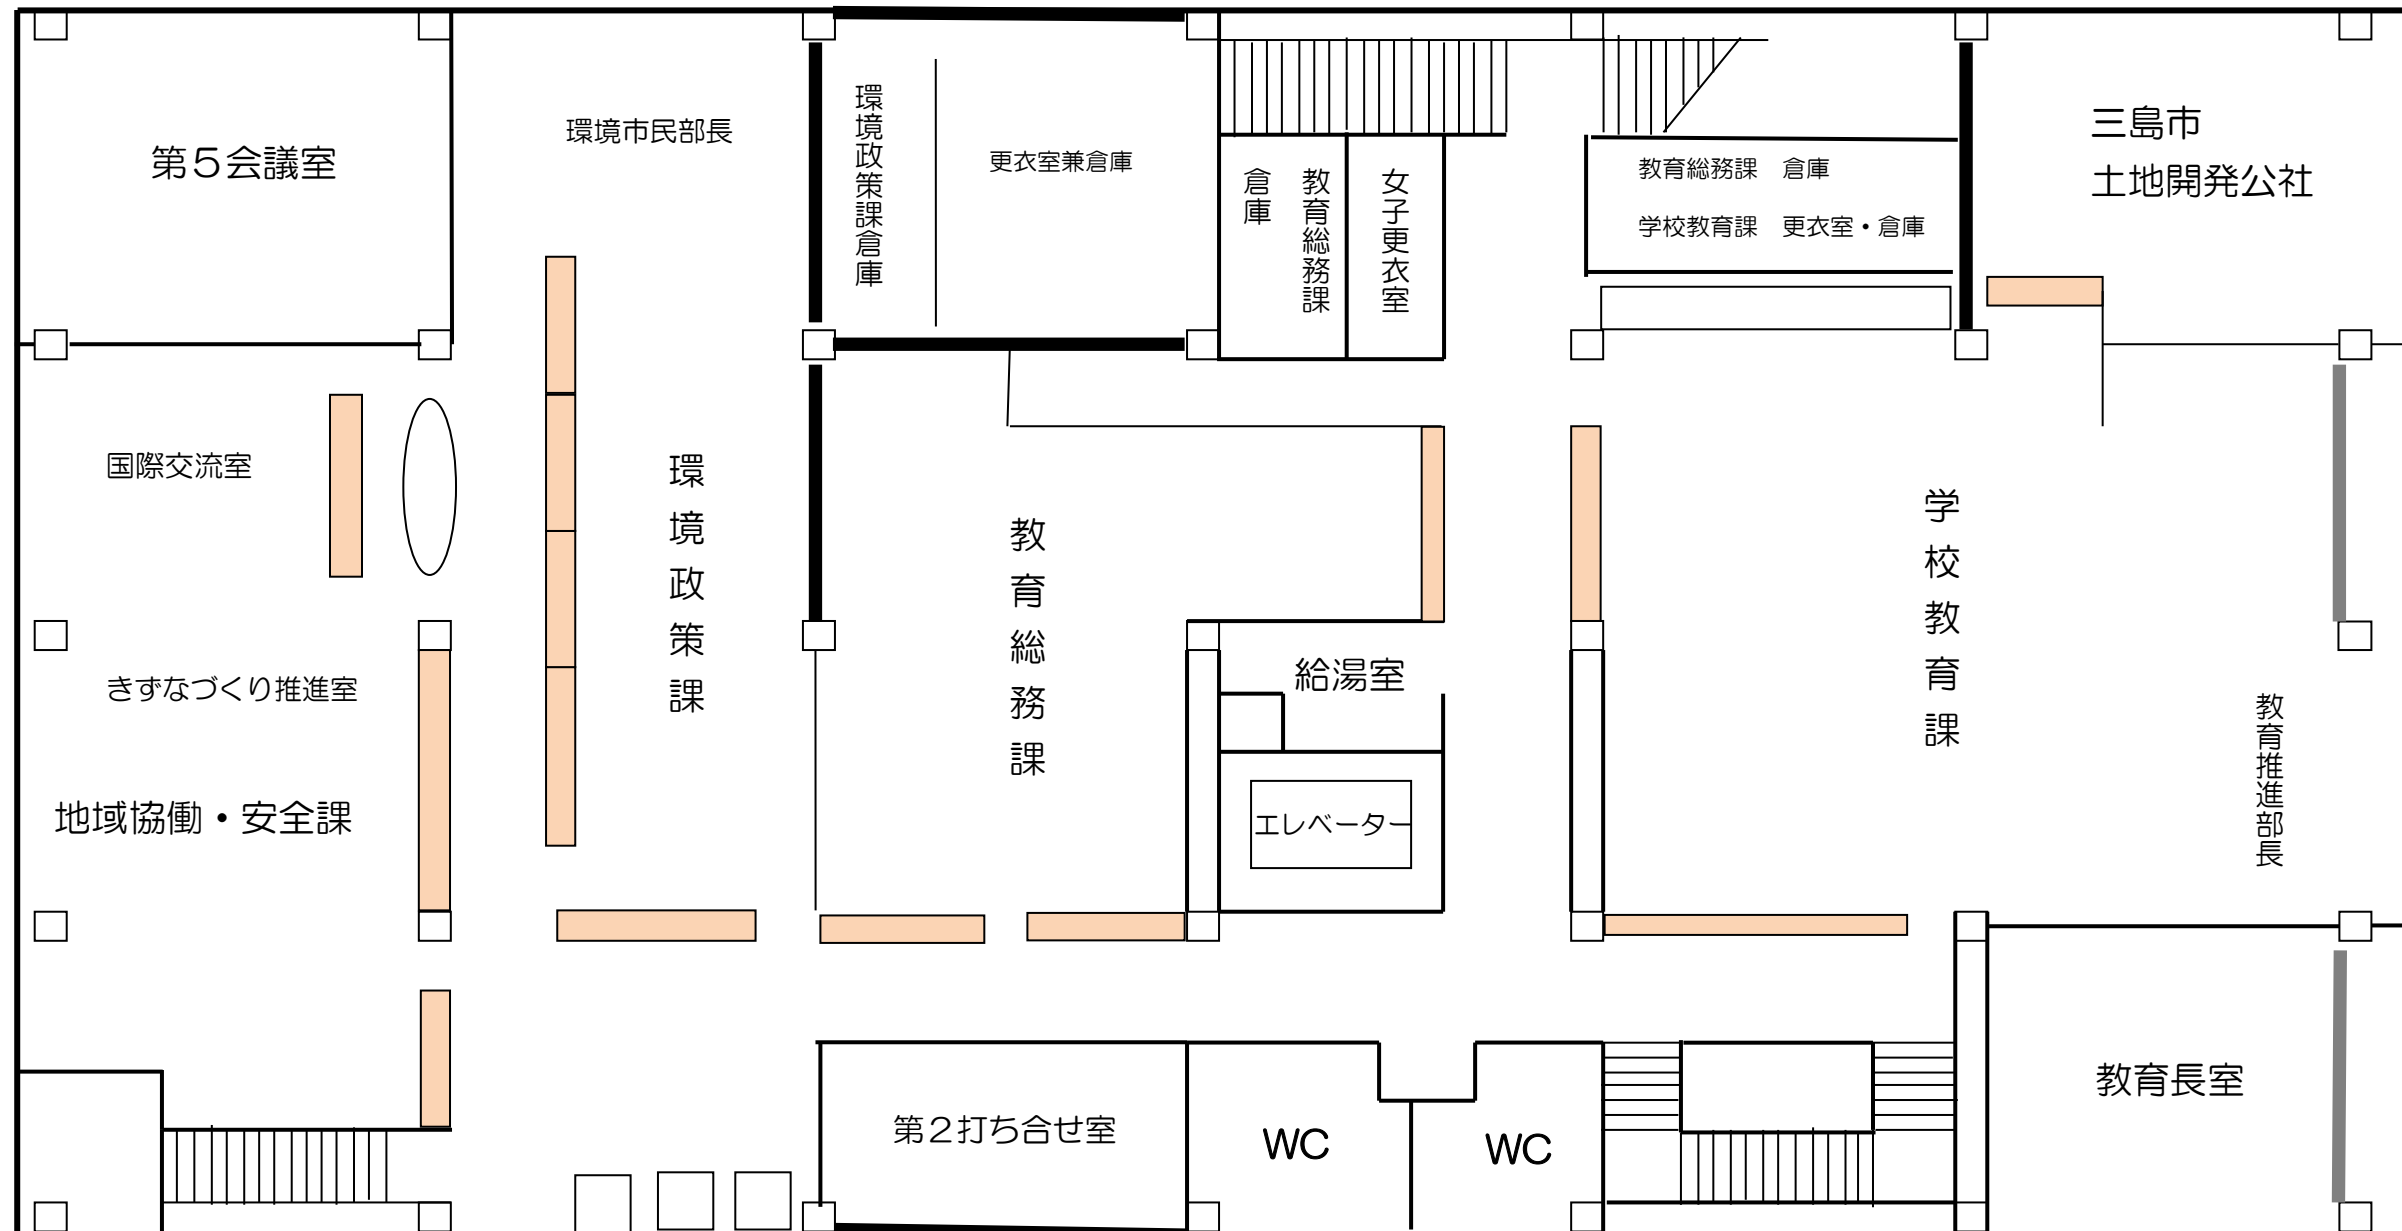 第５会議室
環境市民部長
環境政策課倉庫
更衣室兼倉庫
教育総務課
倉庫
女子更衣室
教育総務課　倉庫
学校教育課　更衣室・倉庫
三島市
土地開発公社
国際交流室
きずなづくり推進室
地域協働・安全課
環境政策課
教育総務課
給湯室
エレベーター
学校教育課
教育推進部長
第２打ち合せ室
WC
WC
教育長室